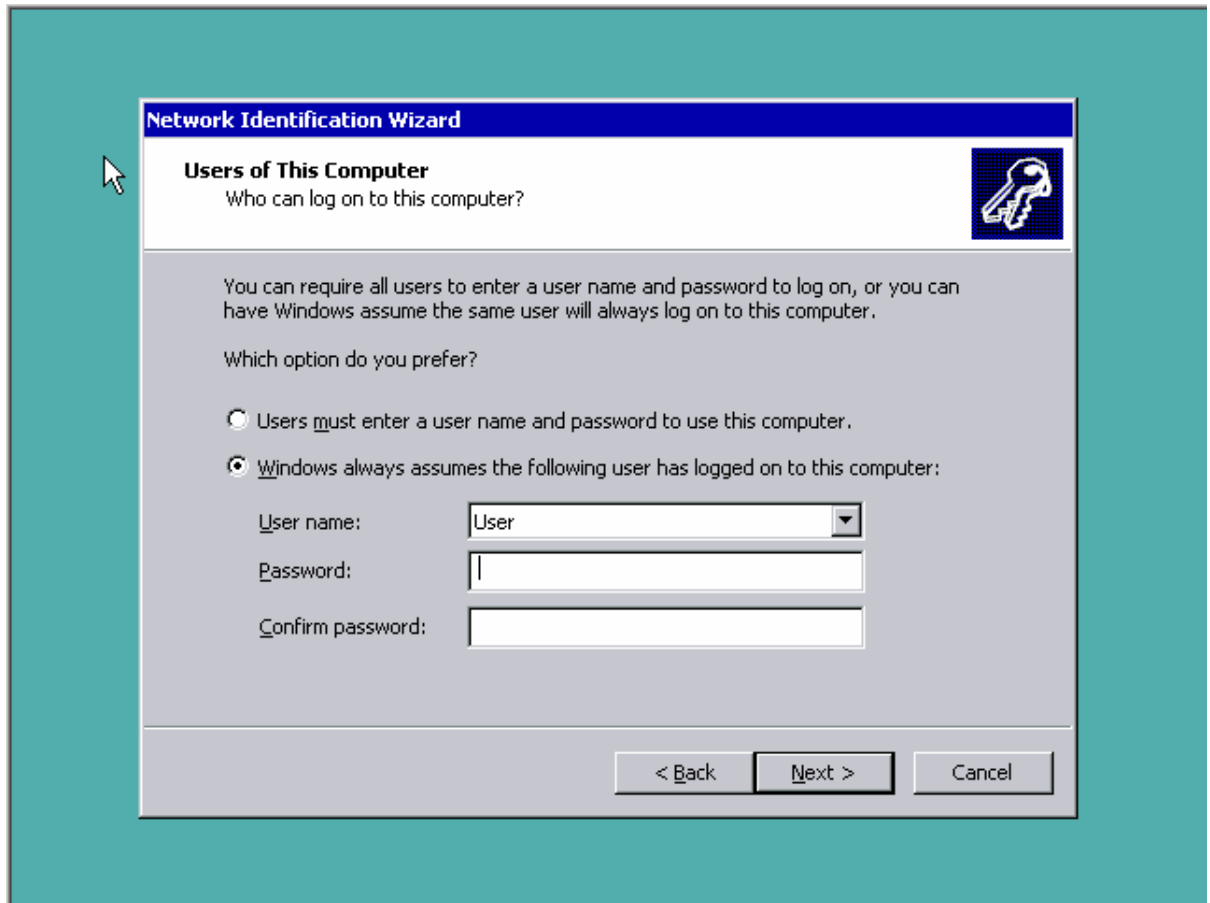 Network Identification Wizard
Users of This Computer
Who can log on to this computer?
You can require all users to enter a user name and password to log on, or you can
have Windows assume the same user will always log on to this computer.
Which option do you prefer?
Users must enter a user name and password to use this computer.
Windows always assumes the following user has logged on to this computer:
User name:
User
Password:
Confirm password:
< Back
Next >
Cancel